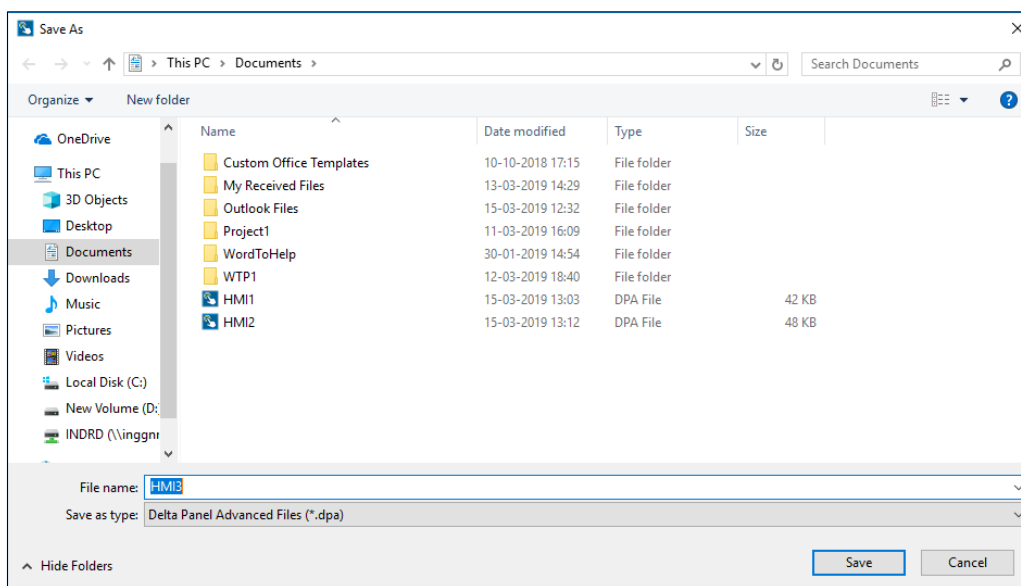 Save As
This PC > Documents >
Search Documents
Organize
New folder
?
OneDrive
This PC
3D Objects
Desktop
Documents
Downloads
Music
Pictures
Videos
Local Disk (C:)
New Volume (D:
INDRD (\\inggnr
Name Date modified Type Size
Custom Office Templates 10-10-2018 17:15 File folder
My Received Files 13-03-2019 14:29 File folder
Outlook Files 15-03-2019 12:32 File folder
Project1 11-03-2019 16:09 File folder
WordToHelp 30-01-2019 14:54 File folder
WTP1 12-03-2019 18:40 File folder
HMI1 15-03-2019 13:03 DPA File 42 KB
HMI2 15-03-2019 13:12 DPA File 48 KB
File name: HMI3
Save as type: Delta Panel Advanced Files (*.dpa)
Hide Folders
Save
Cancel